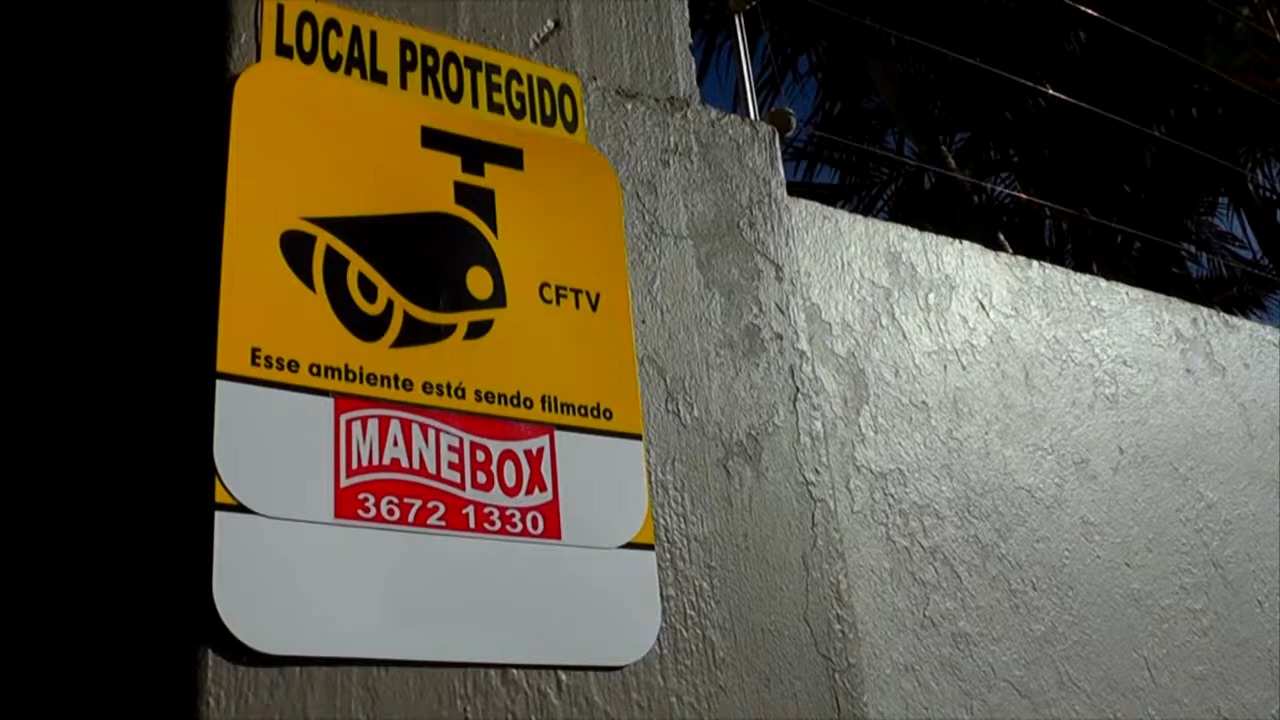 LOCAL PROTEGIDO
CFTV
Esse ambiente está sendo filmado
MANEBOX
3672 1330